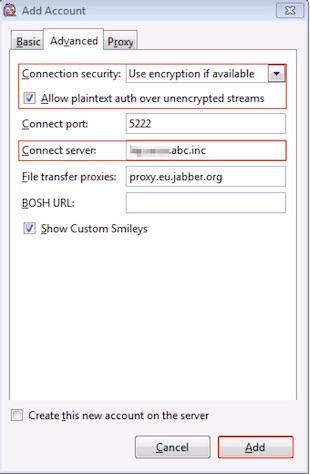 Add Account
Basic Advanced Proxy
Connection security: Use encryption if available
Allow plaintext auth over unencrypted streams
Connect port: 5222
Connect server: .abc.inc
File transfer proxies: proxy.eu.jabber.org
BOSH URL:
Show Custom Smileys
Create this new account on the server
Cancel Add